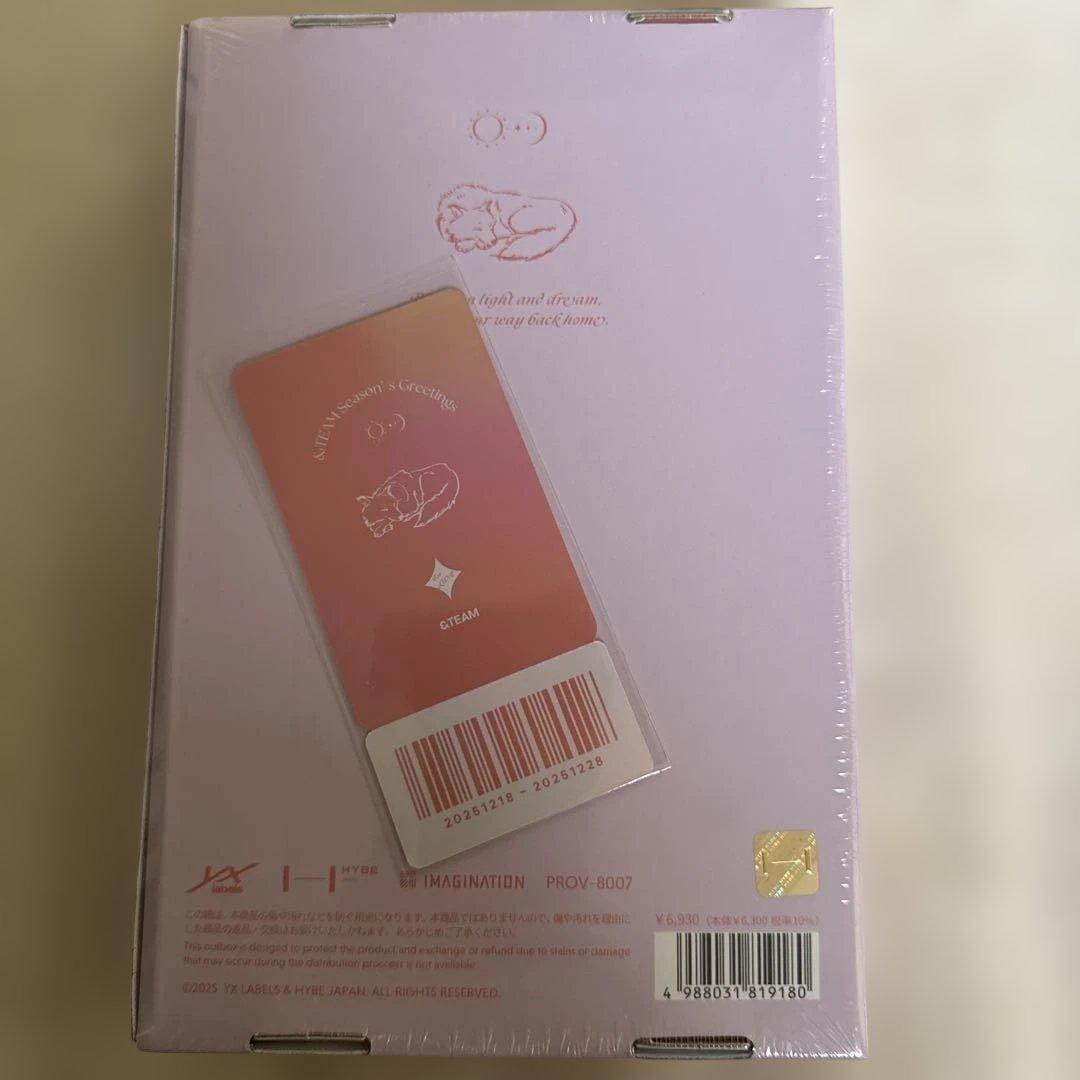 n light and dream,
ur way back home.
&TEAM Season's Greetings
&TEAM
20251218 - 20251228
YX
labels
HYBE
IMAGINATION
PROV-8007
この箱は、本商品の傷や汚れなどを防ぐ用途になります。本商品ではありませんので、傷や汚れを理由に
した商品の返品・交換はお受けいたしかねます。あらかじめご了承ください。
This outbox is designed to protect the product and exchange or refund due to stains or damage
that may occur during the distribution proccess is not available.
©2025 YX LABELS & HYBE JAPAN. ALL RIGHTS RESERVED.
¥6,930（本体¥6,300 税率10%）
4 988031 819180